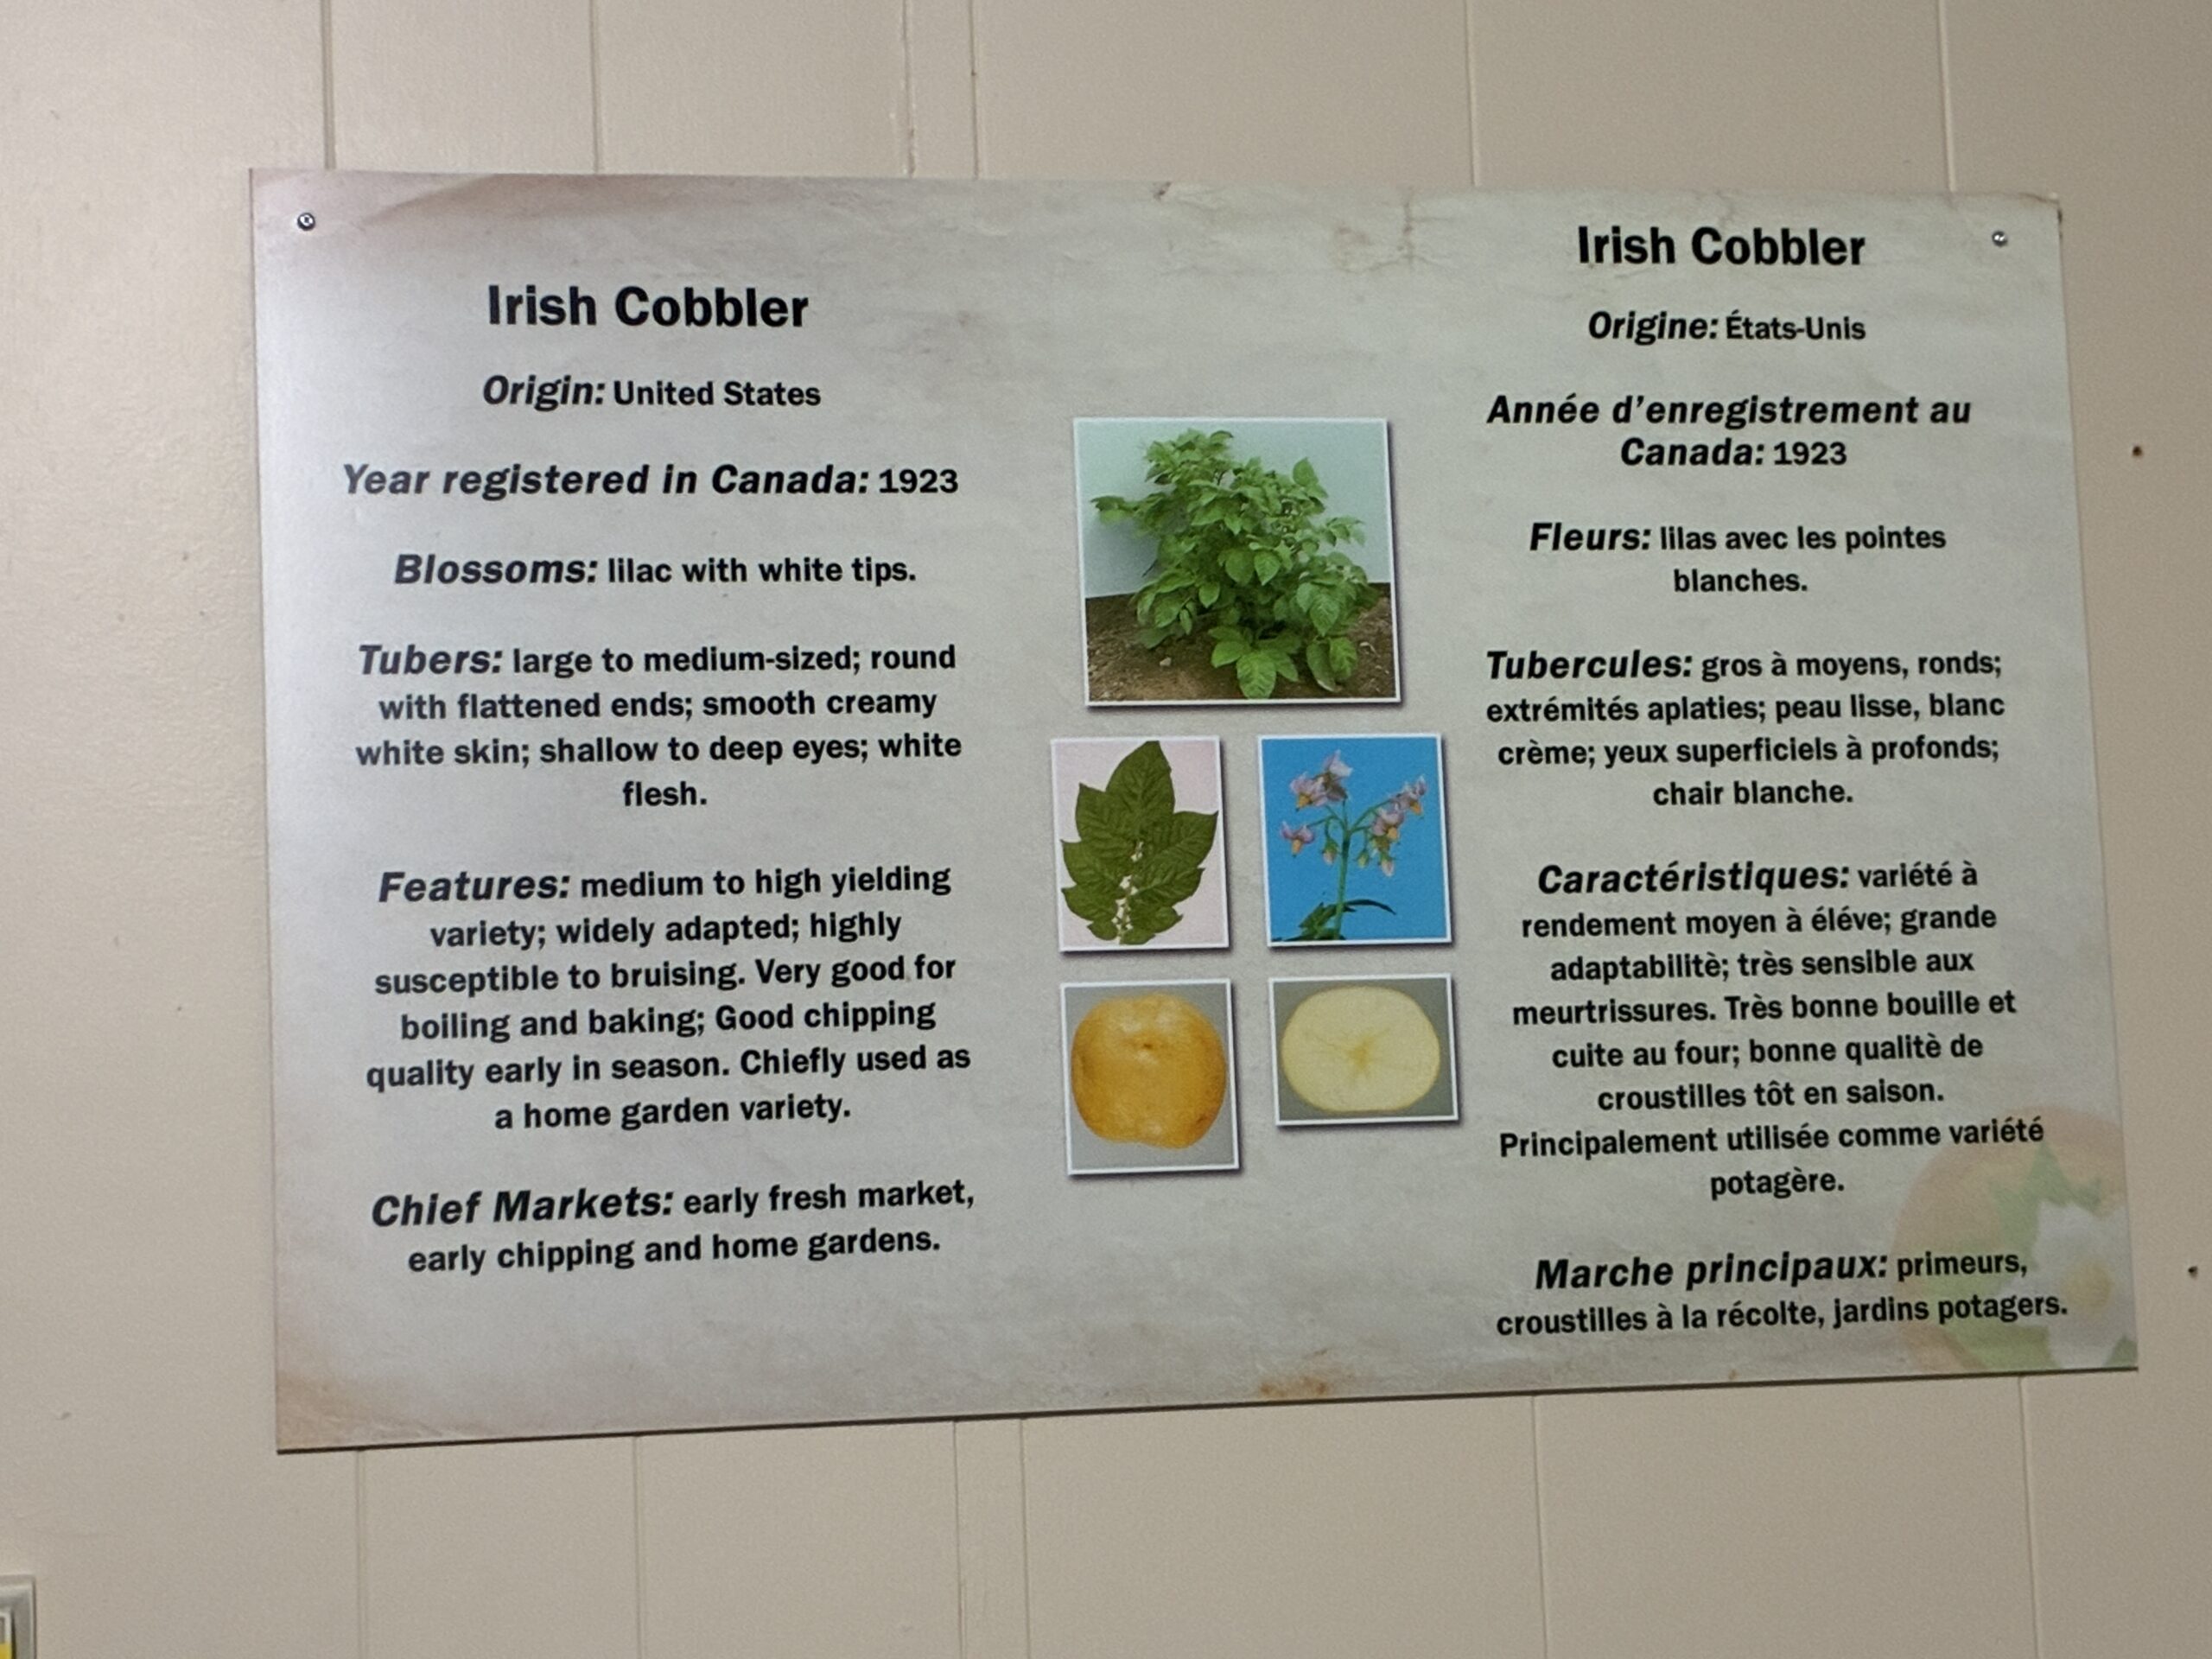 Irish Cobbler
Origin: United States
Year registered in Canada: 1923
Blossoms: lilac with white tips.
Tubers: large to medium-sized; round
with flattened ends; smooth creamy
white skin; shallow to deep eyes; white
flesh.
Features: medium to high yielding
variety; widely adapted; highly
susceptible to bruising. Very good for
boiling and baking; Good chipping
quality early in season. Chiefly used as
a home garden variety.
Chief Markets: early fresh market,
early chipping and home gardens.
Irish Cobbler
Origine: États-Unis
Année d'enregistrement au
Canada: 1923
Fleurs: lilas avec les pointes
blanches.
Tubercules: gros à moyens, ronds;
extrémités aplaties; peau lisse, blanc
crème; yeux superficiels à profonds;
chair blanche.
Caractéristiques: variété à
rendement moyen à éléve; grande
adaptabilitè; très sensible aux
meurtrissures. Très bonne bouille et
cuite au four; bonne qualitè de
croustilles tôt en saison.
Principalement utilisée comme variété
potagère.
Marche principaux: primeurs,
croustilles à la récolte, jardins potagers.